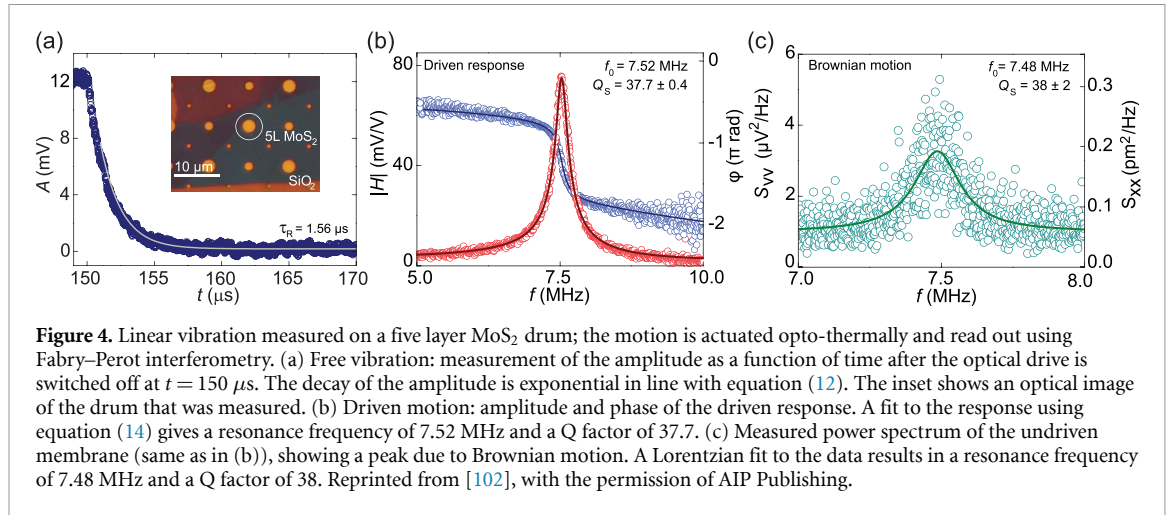 (a)
12
8
4
0
A (mV)
150
155
160
165
170
t (μs)
5L MoS₂
10 μm
SiO₂
τR = 1.56 μs
(b)
Driven response
f₀ = 7.52 MHz
QS = 37.7 ± 0.4
80
40
0
|H| (mV/V)
5.0
7.5
10.0
f (MHz)
0
-1
-2
φ (π rad)
(c)
Brownian motion
f₀ = 7.48 MHz
QS = 38 ± 2
6
4
2
0
SVV (μV²/Hz)
7.0
7.5
8.0
f (MHz)
0.3
0.2
0.1
0.0
SXX (pm²/Hz)
Figure 4. Linear vibration measured on a five layer MoS₂ drum; the motion is actuated opto-thermally and read out using
Fabry–Perot interferometry. (a) Free vibration: measurement of the amplitude as a function of time after the optical drive is
switched off at t = 150 μs. The decay of the amplitude is exponential in line with equation (12). The inset shows an optical image
of the drum that was measured. (b) Driven motion: amplitude and phase of the driven response. A fit to the response using
equation (14) gives a resonance frequency of 7.52 MHz and a Q factor of 37.7. (c) Measured power spectrum of the undriven
membrane (same as in (b)), showing a peak due to Brownian motion. A Lorentzian fit to the data results in a resonance frequency
of 7.48 MHz and a Q factor of 38. Reprinted from [102], with the permission of AIP Publishing.